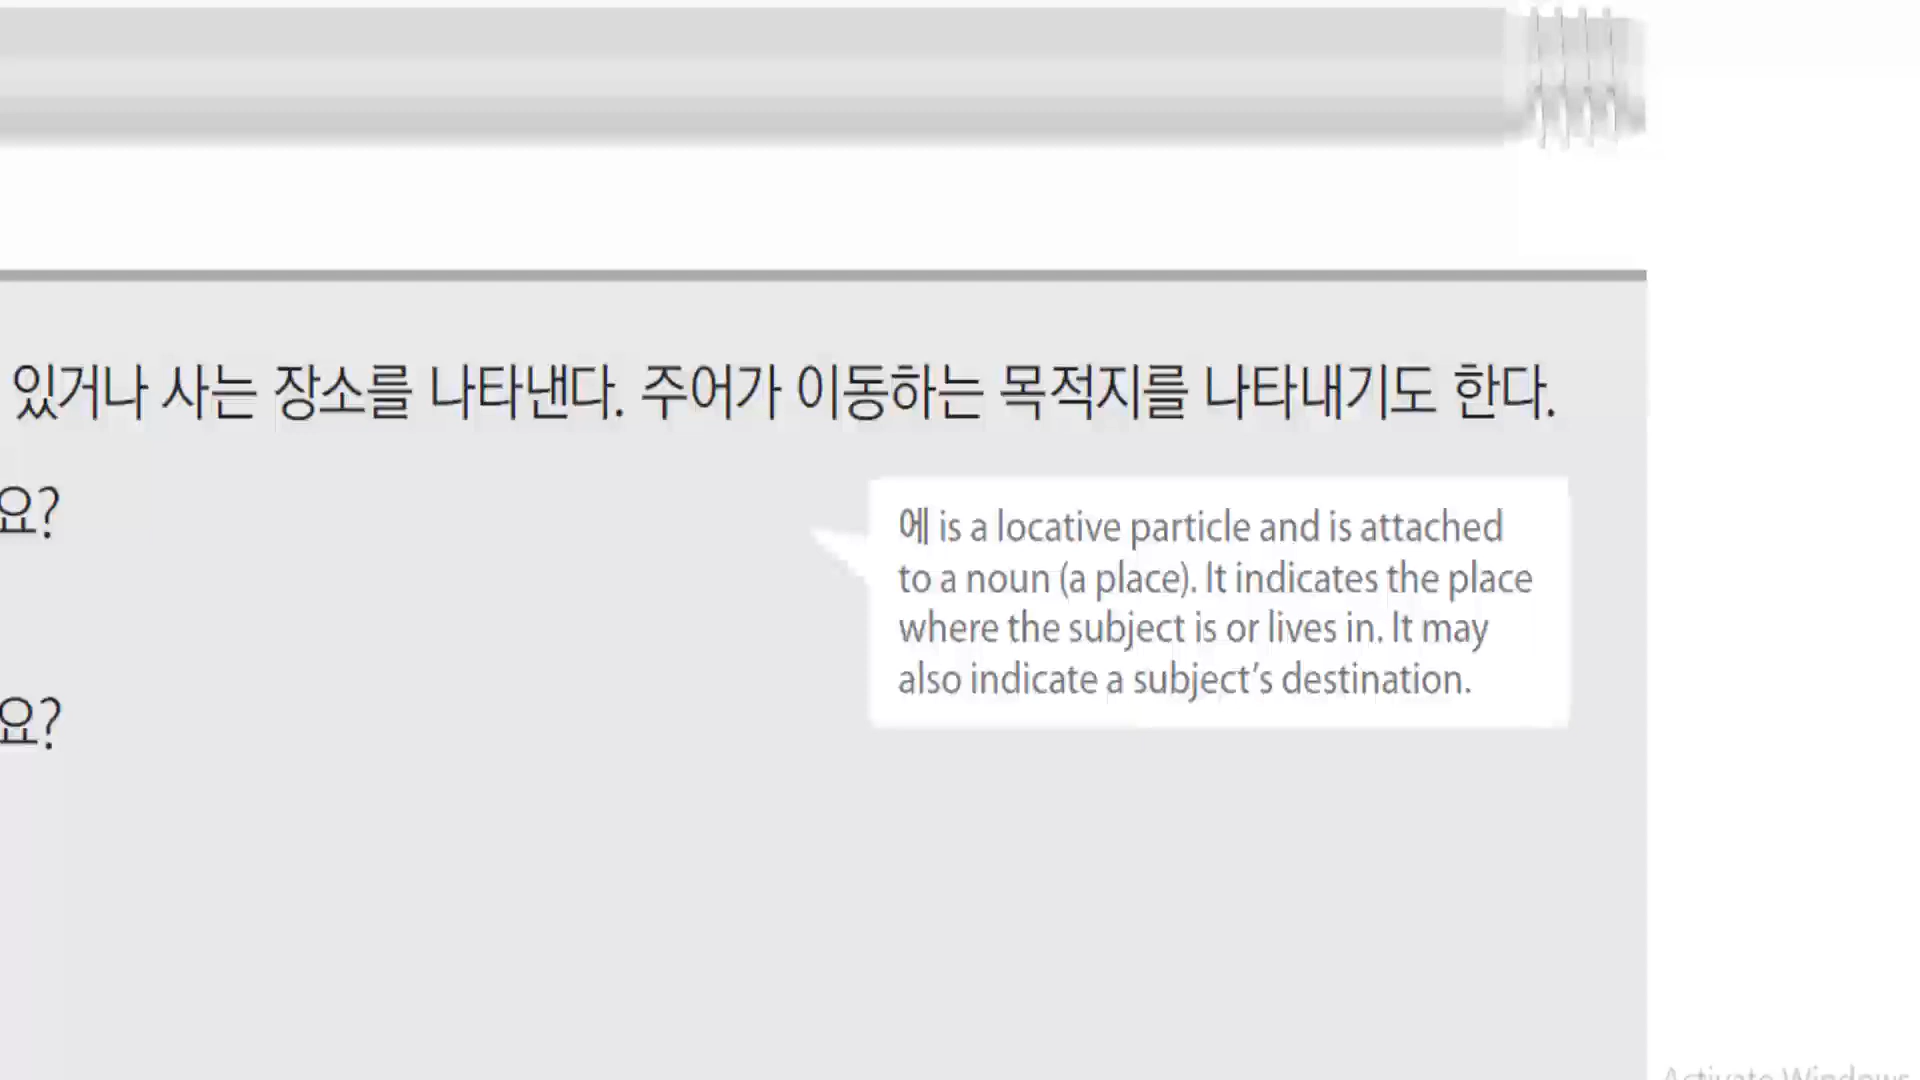 있거나 사는 장소를 나타낸다. 주어가 이동하는 목적지를 나타내기도 한다.
요?
에 is a locative particle and is attached
to a noun (a place). It indicates the place
where the subject is or lives in. It may
also indicate a subject's destination.
요?
Activate Windows